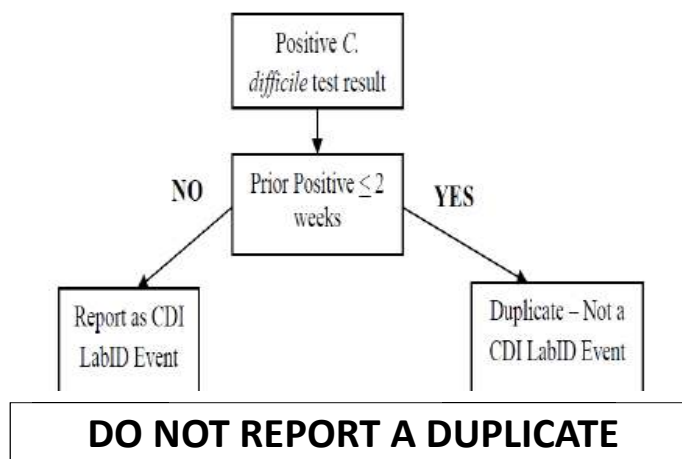 Positive C.
difficile test result
NO
Prior Positive ≤ 2
weeks
YES
Report as CDI
LabID Event
Duplicate – Not a
CDI LabID Event
DO NOT REPORT A DUPLICATE